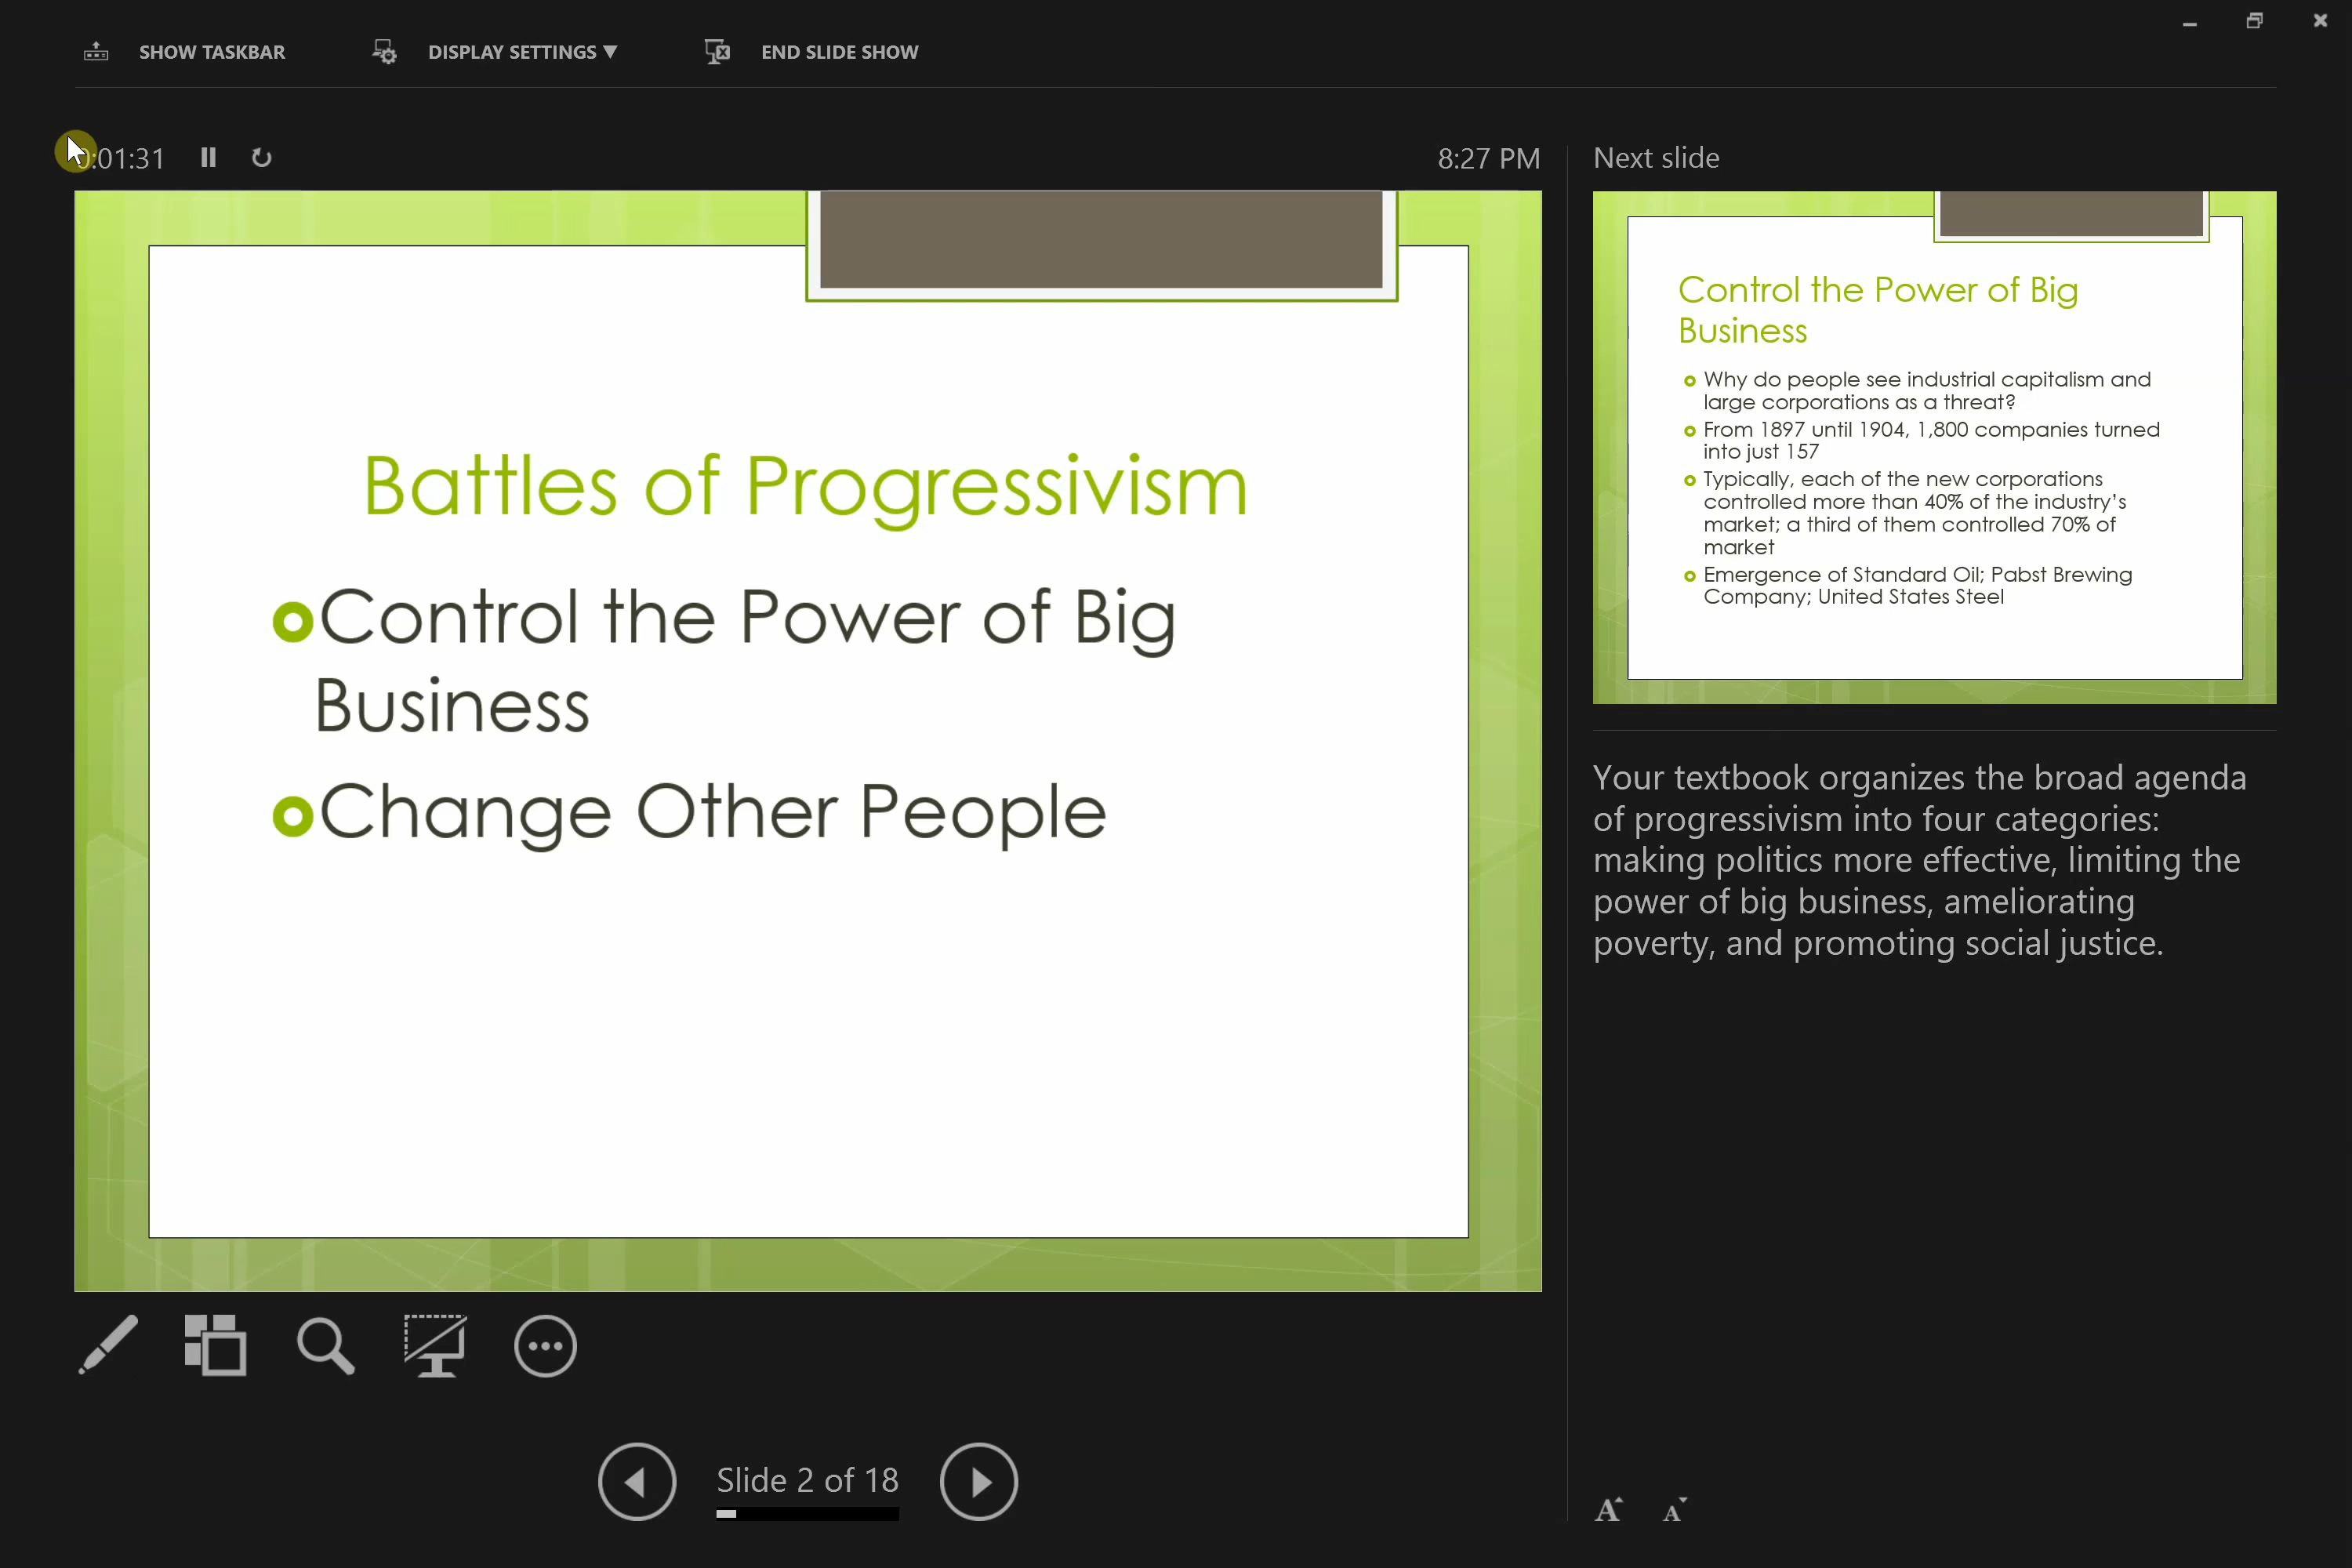 SHOW TASKBAR
DISPLAY SETTINGS ▼
END SLIDE SHOW
0:01:31
8:27 PM
Next slide
Battles of Progressivism
Control the Power of Big
Business
Change Other People
Control the Power of Big
Business
Why do people see industrial capitalism and
large corporations as a threat?
From 1897 until 1904, 1,800 companies turned
into just 157
Typically, each of the new corporations
controlled more than 40% of the industry's
market; a third of them controlled 70% of
market
Emergence of Standard Oil; Pabst Brewing
Company; United States Steel
Your textbook organizes the broad agenda
of progressivism into four categories:
making politics more effective, limiting the
power of big business, ameliorating
poverty, and promoting social justice.
Slide 2 of 18
A A